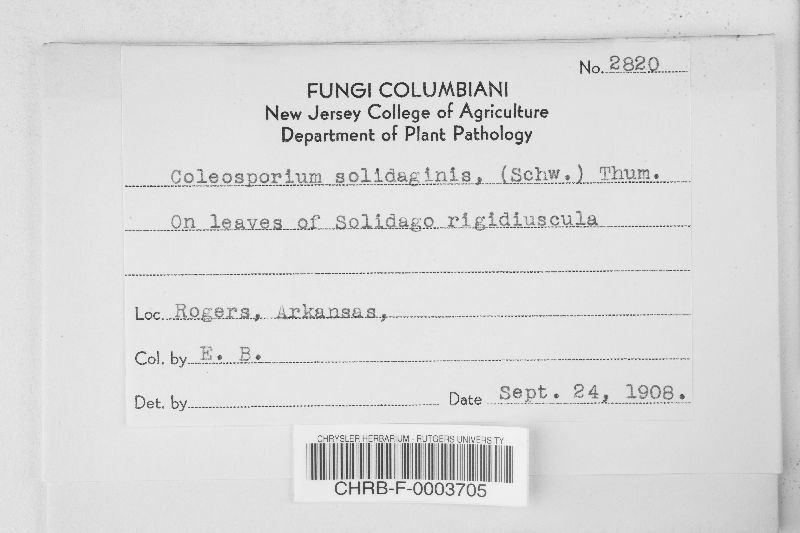 No. 2820
FUNGI COLUMBIANI
New Jersey College of Agriculture
Department of Plant Pathology
Coleosporium solidaginis, (Schw.) Thum.
On leaves of Solidago rigidiuscula
Loc. Rogers, Arkansas,
Col. by E. B.
Det. by
Date Sept. 24, 1908.
CHRYSLER HERBARIUM - RUTGERS UNIVERSITY
CHRB-F-0003705